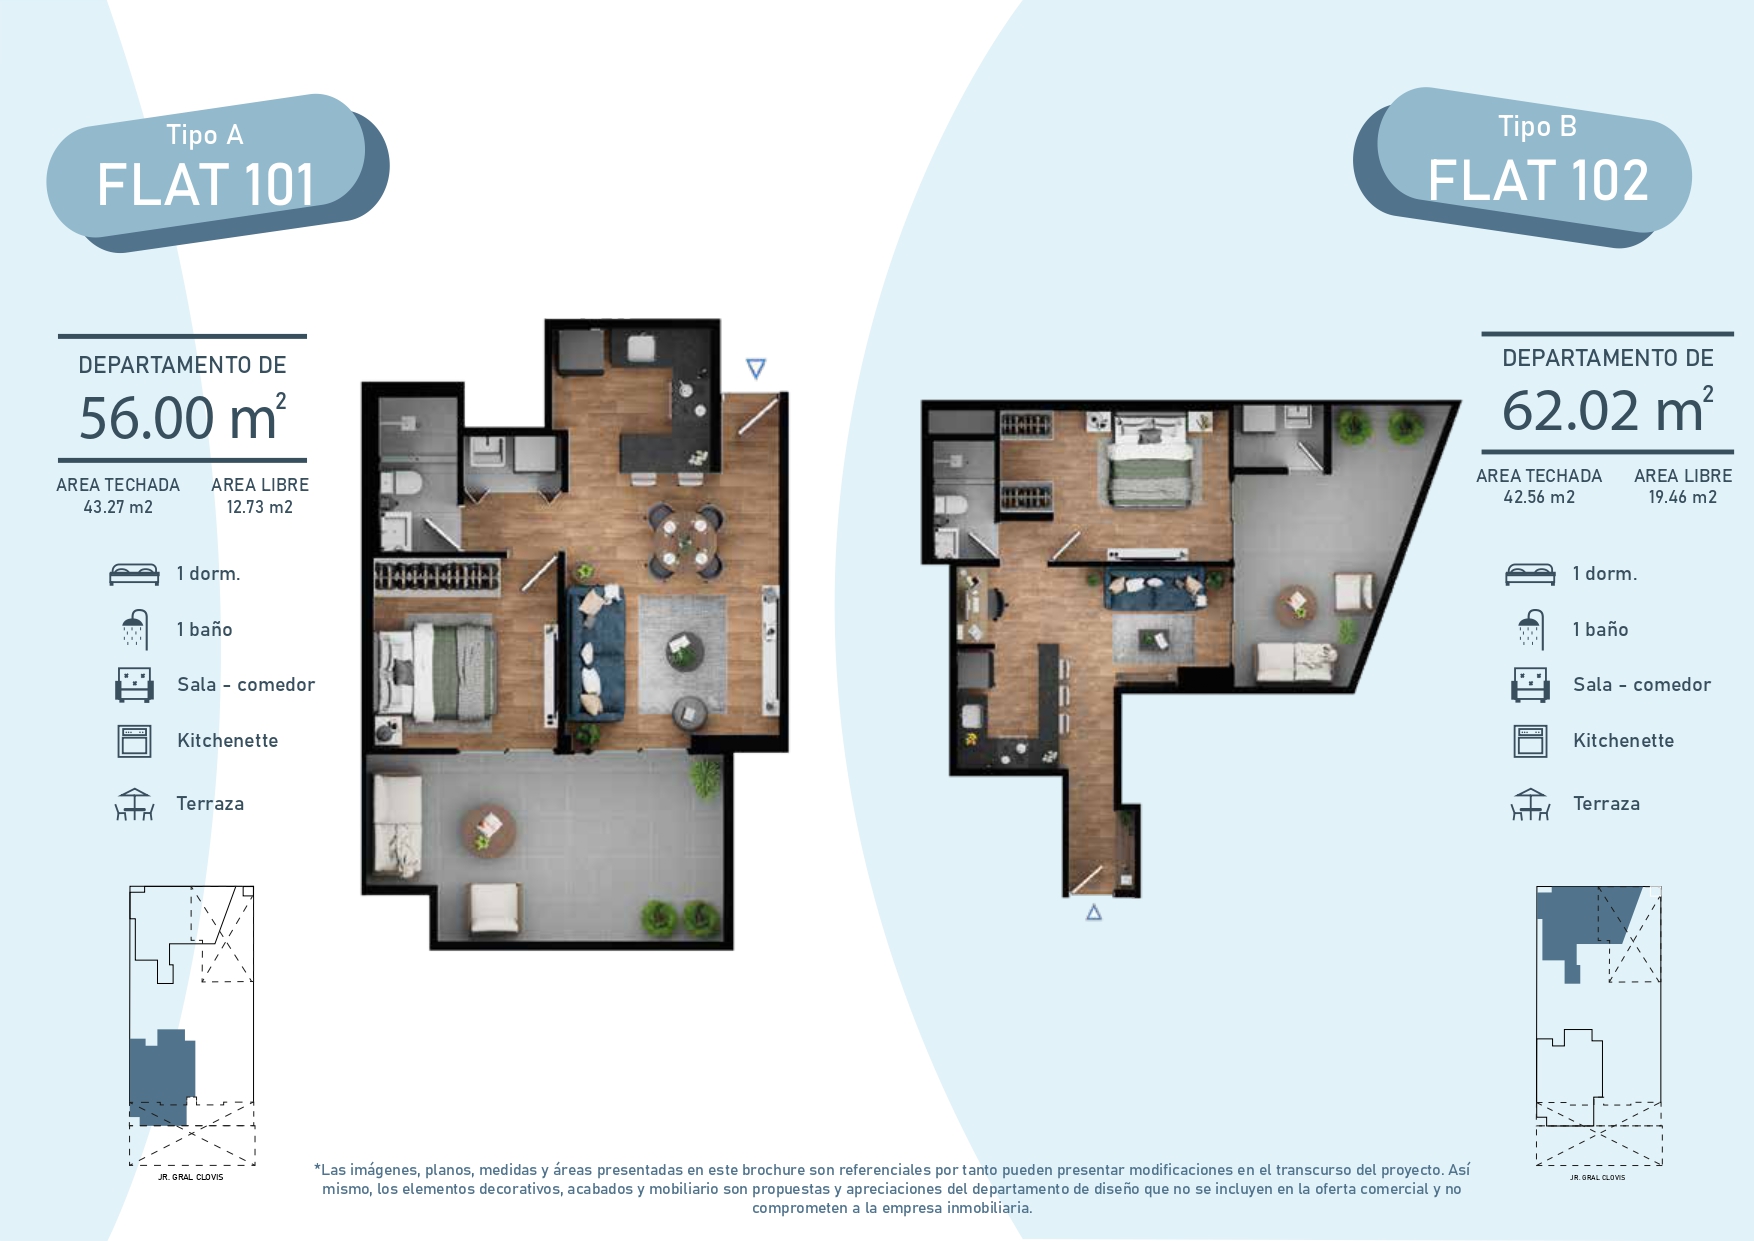 Tipo A
FLAT 101
DEPARTAMENTO DE
56.00 m²
AREA TECHADA
43.27 m2
AREA LIBRE
12.73 m2
1 dorm.
1 baño
Sala - comedor
Kitchenette
Terraza
JR. GRAL CLOVIS
Tipo B
FLAT 102
DEPARTAMENTO DE
62.02 m²
AREA TECHADA
42.56 m2
AREA LIBRE
19.46 m2
1 dorm.
1 baño
Sala - comedor
Kitchenette
Terraza
JR. GRAL CLOVIS
*Las imágenes, planos, medidas y áreas presentadas en este brochure son referenciales por tanto pueden presentar modificaciones en el transcurso del proyecto. Así
mismo, los elementos decorativos, acabados y mobiliario son propuestas y apreciaciones del departamento de diseño que no se incluyen en la oferta comercial y no
comprometen a la empresa inmobiliaria.